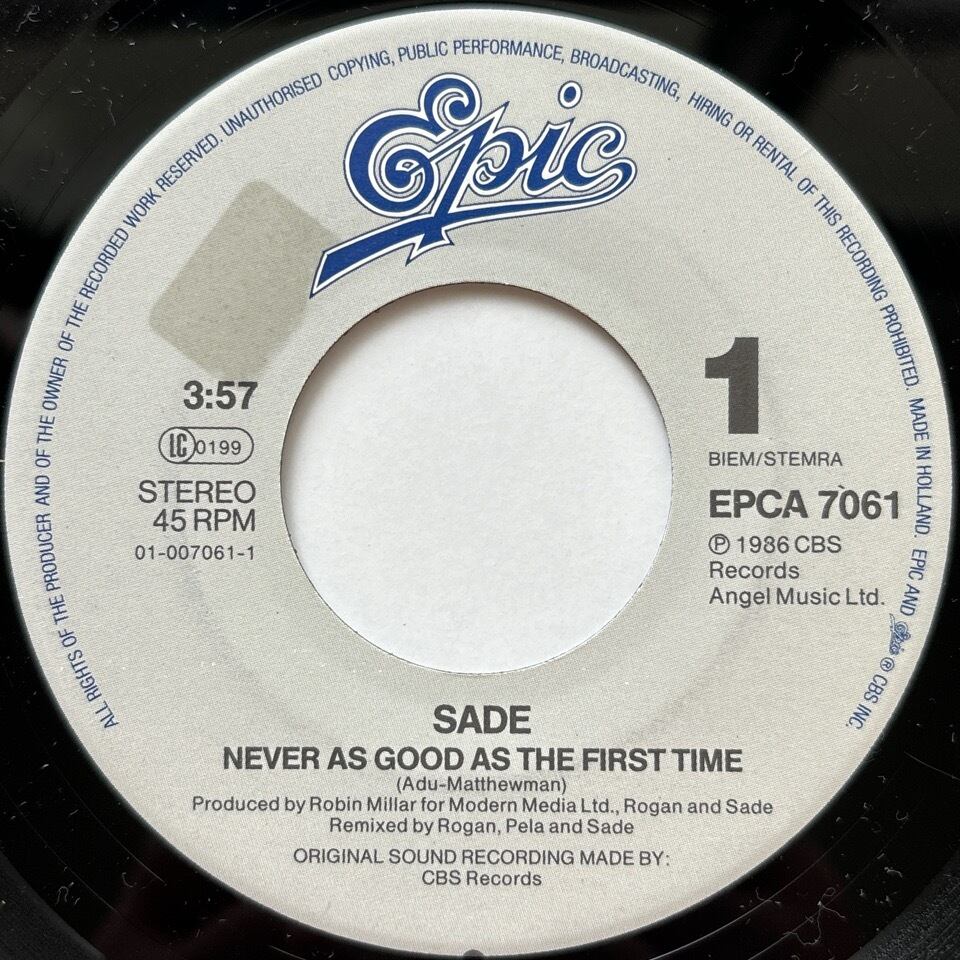 ALL RIGHTS OF THE PRODUCER AND OF THE OWNER OF THE RECORDED WORK RESERVED. UNAUTHORISED COPYING, PUBLIC PERFORMANCE, BROADCASTING, HIRING OR RENTAL OF THIS RECORDING PROHIBITED. MADE IN HOLLAND. EPIC AND Epic ® CBS INC.
Epic
3:57
LC 0199
STEREO
45 RPM
01-007061-1
1
BIEM/STEMRA
EPCA 7061
℗ 1986 CBS
Records
Angel Music Ltd.
SADE
NEVER AS GOOD AS THE FIRST TIME
(Adu-Matthewman)
Produced by Robin Millar for Modern Media Ltd., Rogan and Sade
Remixed by Rogan, Pela and Sade
ORIGINAL SOUND RECORDING MADE BY:
CBS Records